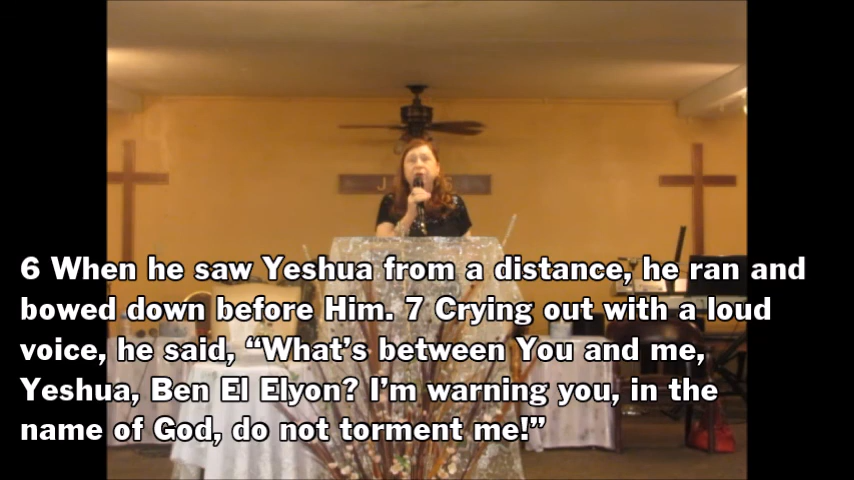 6 When he saw Yeshua from a distance, he ran and
bowed down before Him. 7 Crying out with a loud
voice, he said, “What’s between You and me,
Yeshua, Ben El Elyon? I’m warning you, in the
name of God, do not torment me!”